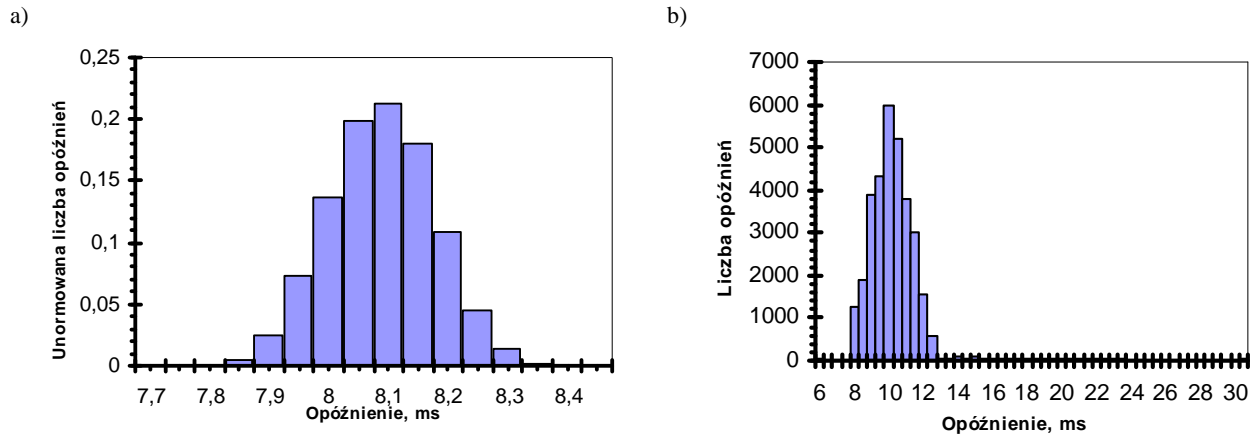 a)
b)
Unormowana liczba opóźnień
0,25
0,2
0,15
0,1
0,05
0
7,7 7,8 7,9 8 8,1 8,2 8,3 8,4
Opóźnienie, ms
Liczba opóźnień
7000
6000
5000
4000
3000
2000
1000
0
6 8 10 12 14 16 18 20 22 24 26 28 30
Opóźnienie, ms